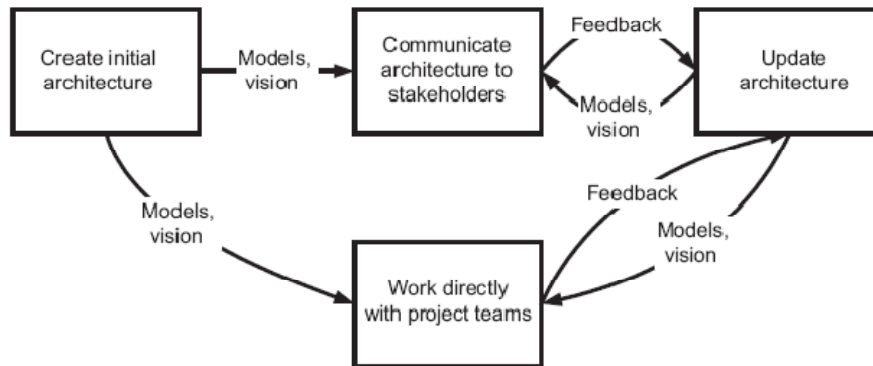 Create initial
architecture
Models,
vision
Communicate
architecture to
stakeholders
Feedback
Models,
vision
Update
architecture
Models,
vision
Feedback
Models,
vision
Work directly
with project teams